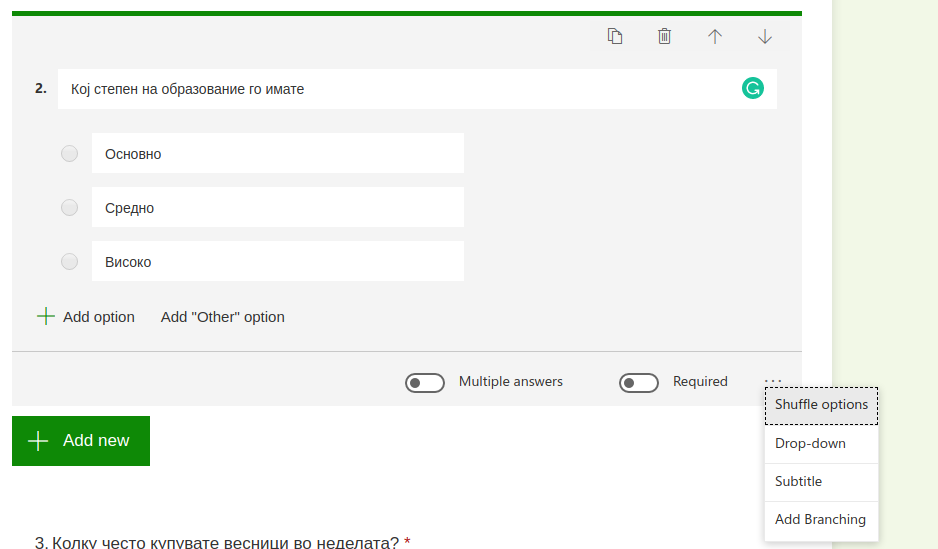 2. Кој степен на образование го имате
Основно
Средно
Високо
Add option Add "Other" option
Multiple answers Required
Shuffle options
Drop-down
Subtitle
Add Branching
Add new
3. Колку често купувате весници во неделата? *